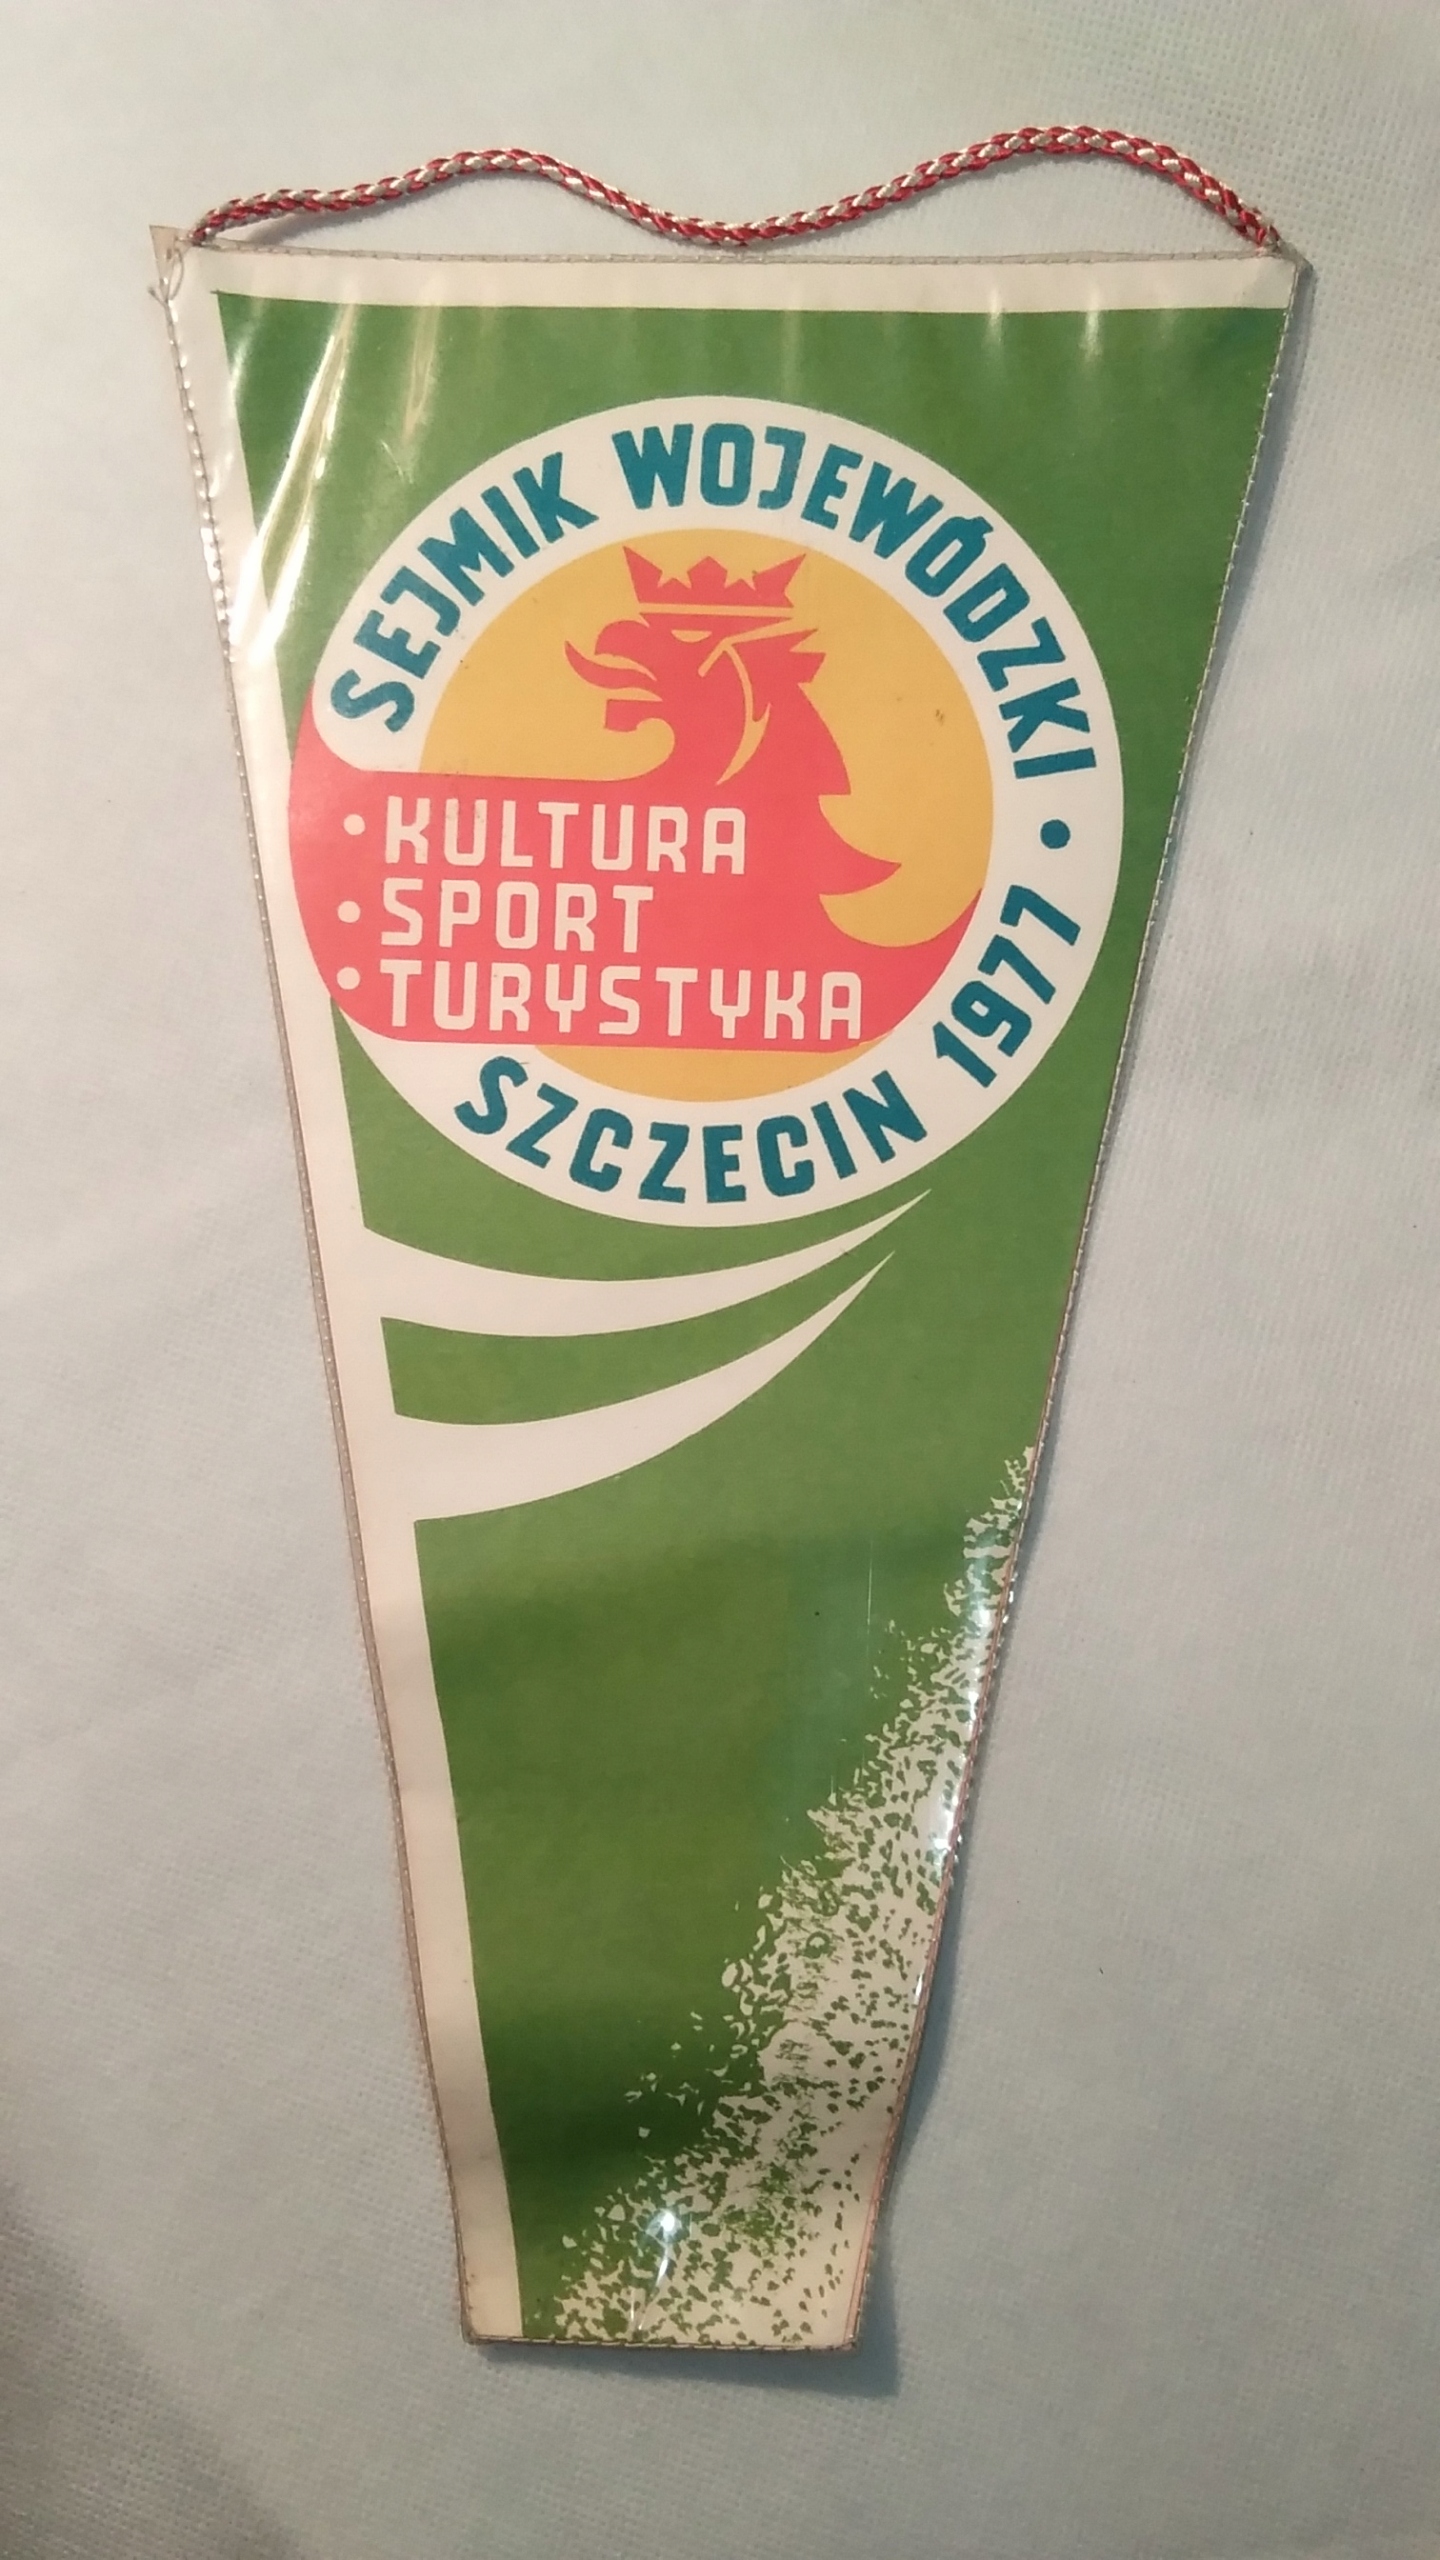 SEJMIK WOJEWÓDZKI •
• KULTURA
• SPORT
• TURYSTYKA
SZCZECIN 1977